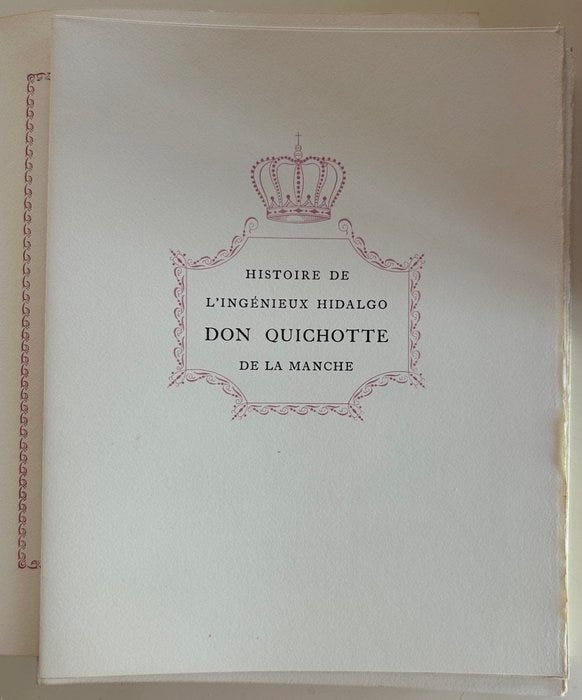 HISTOIRE DE
L'INGÉNIEUX HIDALGO
DON QUICHOTTE
DE LA MANCHE